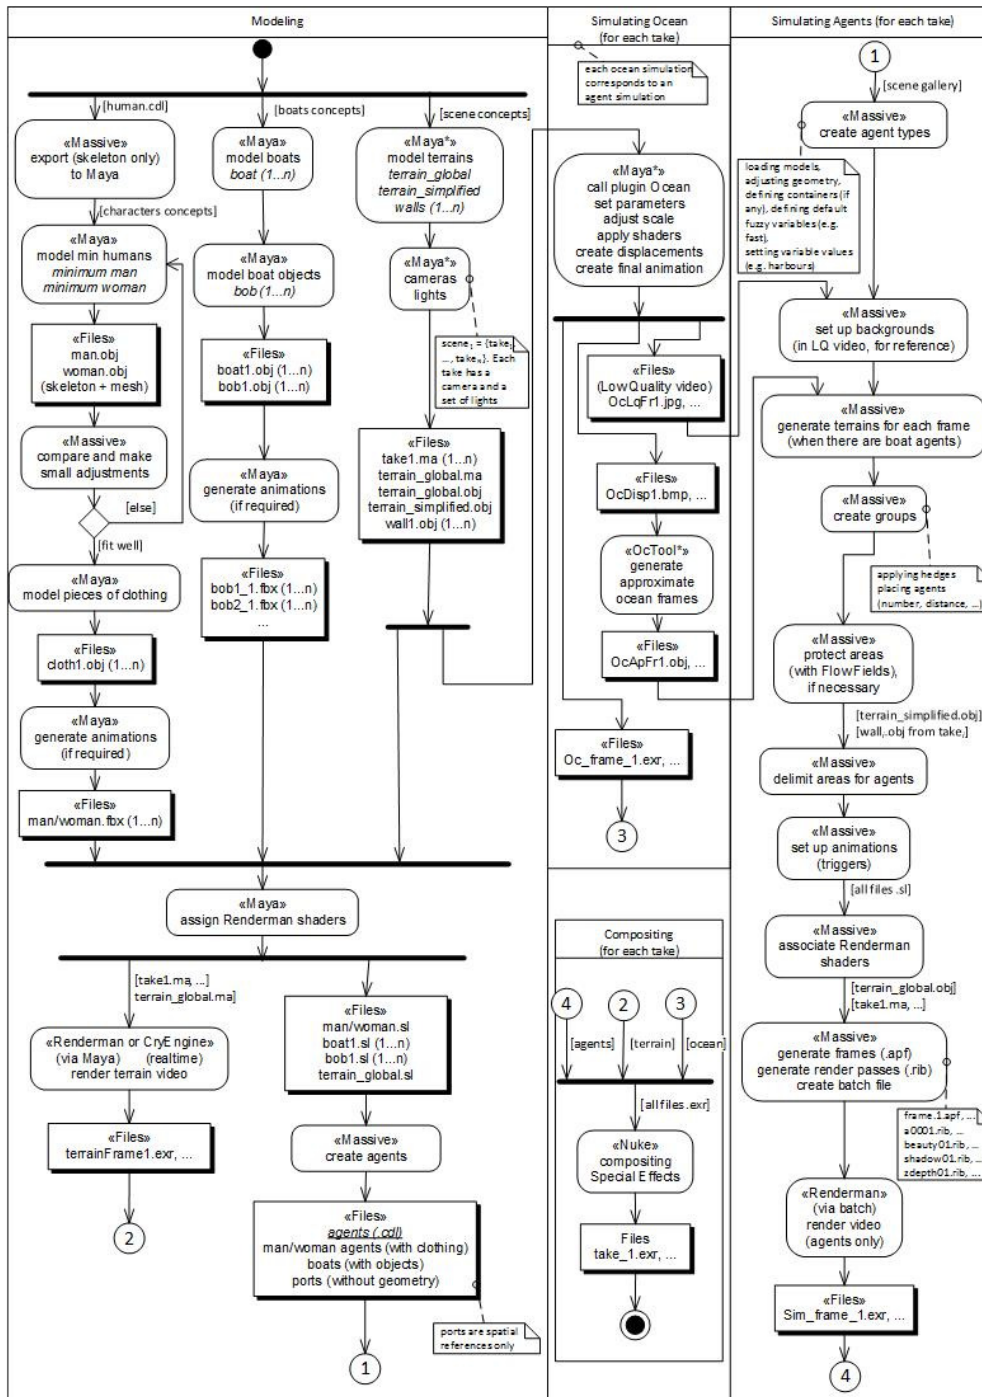 Modeling
[human.cdl]
«Massive»
export (skeleton only)
to Maya
[characters concepts]
«Maya»
model min humans
minimum man
minimum woman
«Files»
man.obj
woman.obj
(skeleton + mesh)
«Massive»
compare and make
small adjustments
[else]
[fit well]
«Maya»
model pieces of clothing
«Files»
cloth1.obj (1...n)
«Maya»
generate animations
(if required)
«Files»
man/woman.fbx (1...n)
[boats concepts]
«Maya»
model boats
boat (1...n)
«Maya»
model boat objects
bob (1...n)
«Files»
boat1.obj (1...n)
bob1.obj (1...n)
«Maya»
generate animations
(if required)
«Files»
bob1_1.fbx (1...n)
bob2_1.fbx (1...n)
...
[scene concepts]
«Maya*»
model terrains
terrain_global
terrain_simplified
walls (1...n)
«Maya*»
cameras
lights
scene1 = {take1,
..., taken}. Each
take has a
camera and a
set of lights
«Files»
take1.ma (1...n)
terrain_global.ma
terrain_global.obj
terrain_simplified.obj
wall1.obj (1...n)
«Maya»
assign Renderman shaders
[take1.ma, ...]
terrain_global.ma]
«Renderman or CryEngine»
(via Maya) (realtime)
render terrain video
«Files»
terrainFrame1.exr, ...
2
«Files»
man/woman.sl
boat1.sl (1...n)
bob1.sl (1...n)
terrain_global.sl
«Massive»
create agents
«Files»
agents (.cdl)
man/woman agents (with clothing)
boats (with objects)
ports (without geometry)
ports are spatial
references only
1
Simulating Ocean
(for each take)
each ocean simulation
corresponds to an
agent simulation
«Maya*»
call plugin Ocean
set parameters
adjust scale
apply shaders
create displacements
create final animation
«Files»
(LowQuality video)
OcLqFr1.jpg, ...
«Files»
OcDisp1.bmp, ...
«OcTool*»
generate
approximate
ocean frames
«Files»
OcApFr1.obj, ...
«Files»
Oc_frame_1.exr, ...
3
Compositing
(for each take)
4
2
3
[agents]
[terrain]
[ocean]
[all files.exr]
«Nuke»
compositing
Special Effects
Files
take_1.exr, ...
Simulating Agents (for each take)
1
[scene gallery]
«Massive»
create agent types
loading models,
adjusting geometry,
defining containers (if
any), defining default
fuzzy variables (e.g.
fast),
setting variable values
(e.g. harbours)
«Massive»
set up backgrounds
(in LQ video, for reference)
«Massive»
generate terrains for each frame
(when there are boat agents)
«Massive»
create groups
applying hedges
placing agents
(number, distance, ...)
«Massive»
protect areas
(with FlowFields),
if necessary
[terrain_simplified.obj]
[walli.obj from takei]
«Massive»
delimit areas for agents
«Massive»
set up animations
(triggers)
[all files .sl]
«Massive»
associate Renderman
shaders
[terrain_global.obj]
[take1.ma, ...]
«Massive»
generate frames (.apf)
generate render passes (.rib)
create batch file
frame.1.apf, ...
a0001.rib, ...
beauty01.rib, ...
shadow01.rib, ...
zdepth01.rib, ...
«Renderman»
(via batch)
render video
(agents only)
«Files»
Sim_frame_1.exr, ...
4